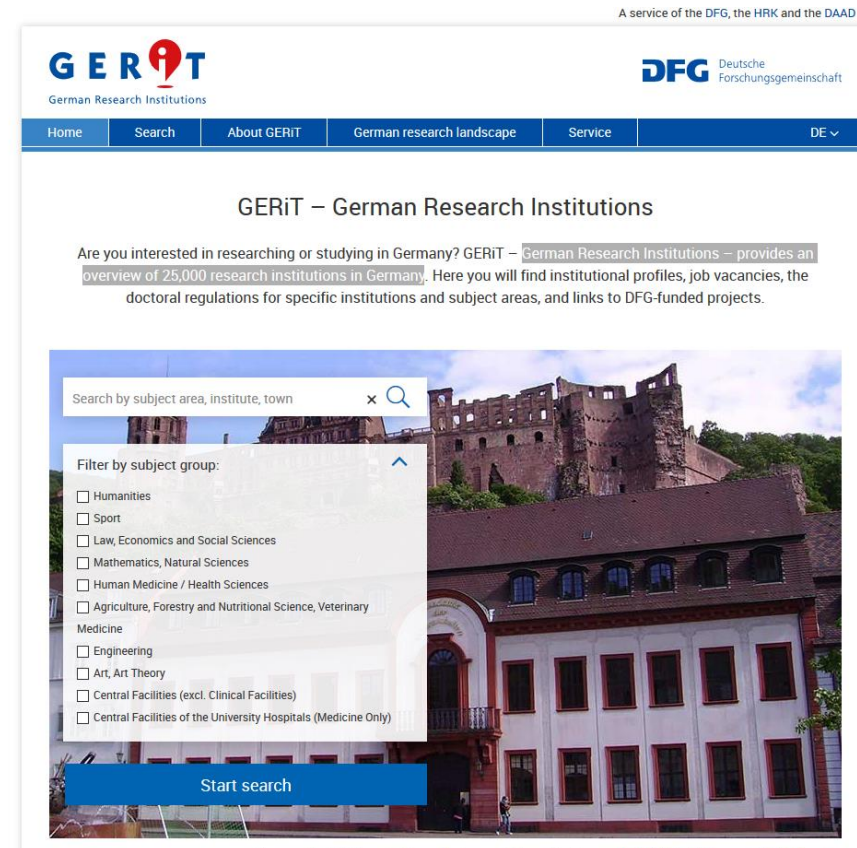 A service of the DFG, the HRK and the DAAD
GERiT
German Research Institutions
DFG Deutsche
Forschungsgemeinschaft
Home Search About GERiT German research landscape Service DE
GERiT – German Research Institutions
Are you interested in researching or studying in Germany? GERiT – German Research Institutions – provides an
overview of 25,000 research institutions in Germany. Here you will find institutional profiles, job vacancies, the
doctoral regulations for specific institutions and subject areas, and links to DFG-funded projects.
Search by subject area, institute, town
Filter by subject group:
Humanities
Sport
Law, Economics and Social Sciences
Mathematics, Natural Sciences
Human Medicine / Health Sciences
Agriculture, Forestry and Nutritional Science, Veterinary
Medicine
Engineering
Art, Art Theory
Central Facilities (excl. Clinical Facilities)
Central Facilities of the University Hospitals (Medicine Only)
Start search